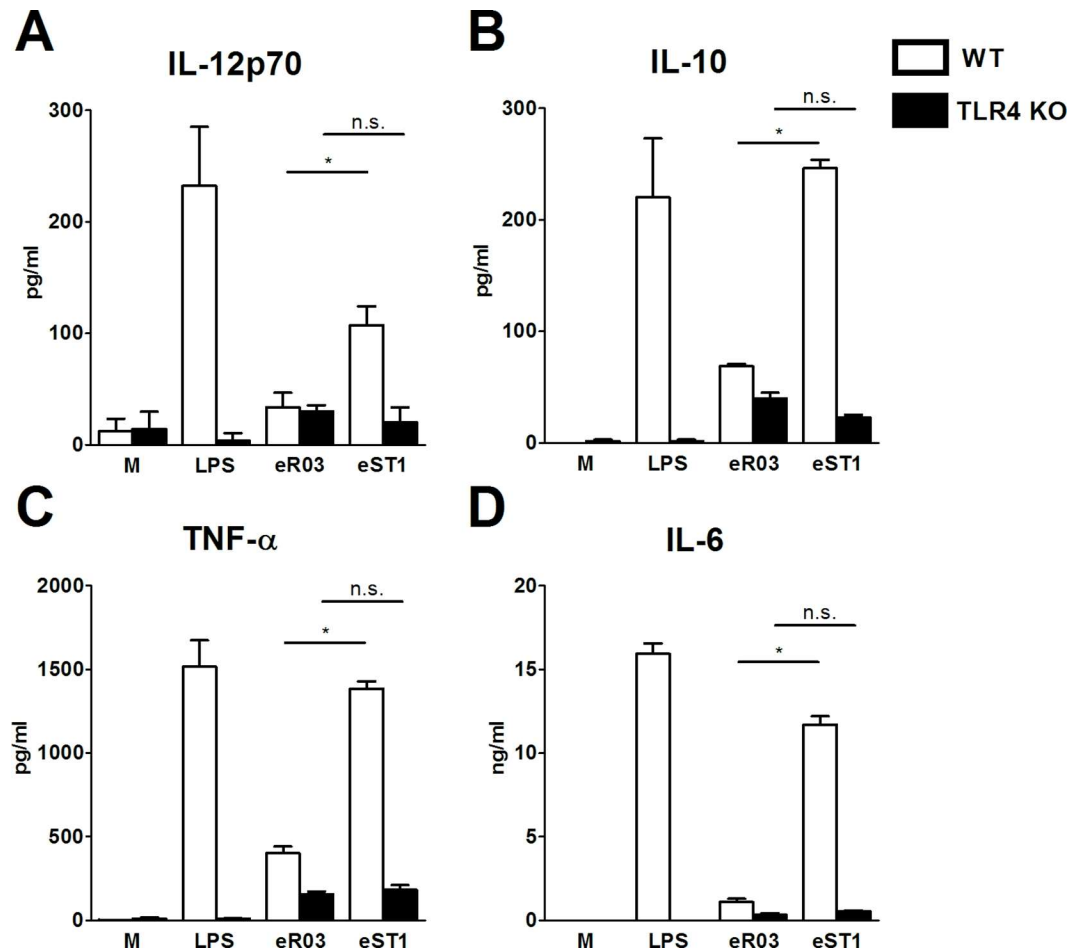 A
IL-12p70
300
200
100
0
pg/ml
n.s.
*
M LPS eR03 eST1
B
IL-10
300
200
100
0
pg/ml
n.s.
*
M LPS eR03 eST1
WT
TLR4 KO
C
TNF-α
2000
1500
1000
500
0
pg/ml
n.s.
*
M LPS eR03 eST1
D
IL-6
20
15
10
5
0
ng/ml
n.s.
*
M LPS eR03 eST1